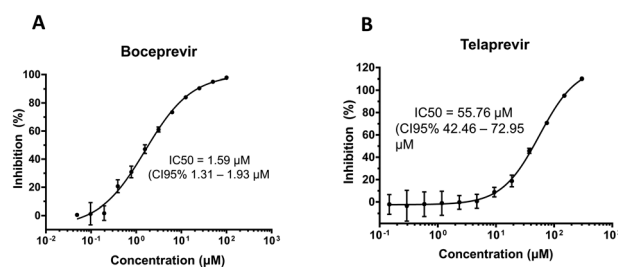 A
Boceprevir
Inhibition (%)
100
80
60
40
20
0
IC50 = 1.59 µM
(CI95% 1.31 – 1.93 µM
10-2
10-1
100
101
102
103
Concentration (µM)
B
Telaprevir
Inhibition (%)
120
100
80
60
40
20
0
IC50 = 55.76 µM
(CI95% 42.46 – 72.95
µM
10-1
100
101
102
103
Concentration (µM)